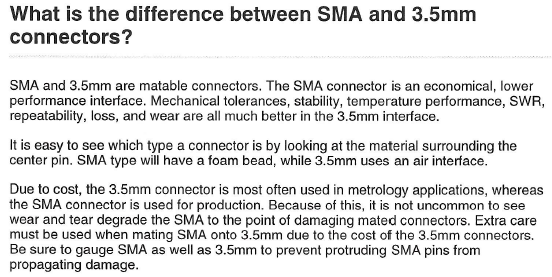 What is the difference between SMA and 3.5mm
connectors?
SMA and 3.5mm are matable connectors. The SMA connector is an economical, lower
performance interface. Mechanical tolerances, stability, temperature performance, SWR,
repeatability, loss, and wear are all much better in the 3.5mm interface.
It is easy to see which type a connector is by looking at the material surrounding the
center pin. SMA type will have a foam bead, while 3.5mm uses an air interface.
Due to cost, the 3.5mm connector is most often used in metrology applications, whereas
the SMA connector is used for production. Because of this, it is not uncommon to see
wear and tear degrade the SMA to the point of damaging mated connectors. Extra care
must be used when mating SMA onto 3.5mm due to the cost of the 3.5mm connectors.
Be sure to gauge SMA as well as 3.5mm to prevent protruding SMA pins from
propagating damage.